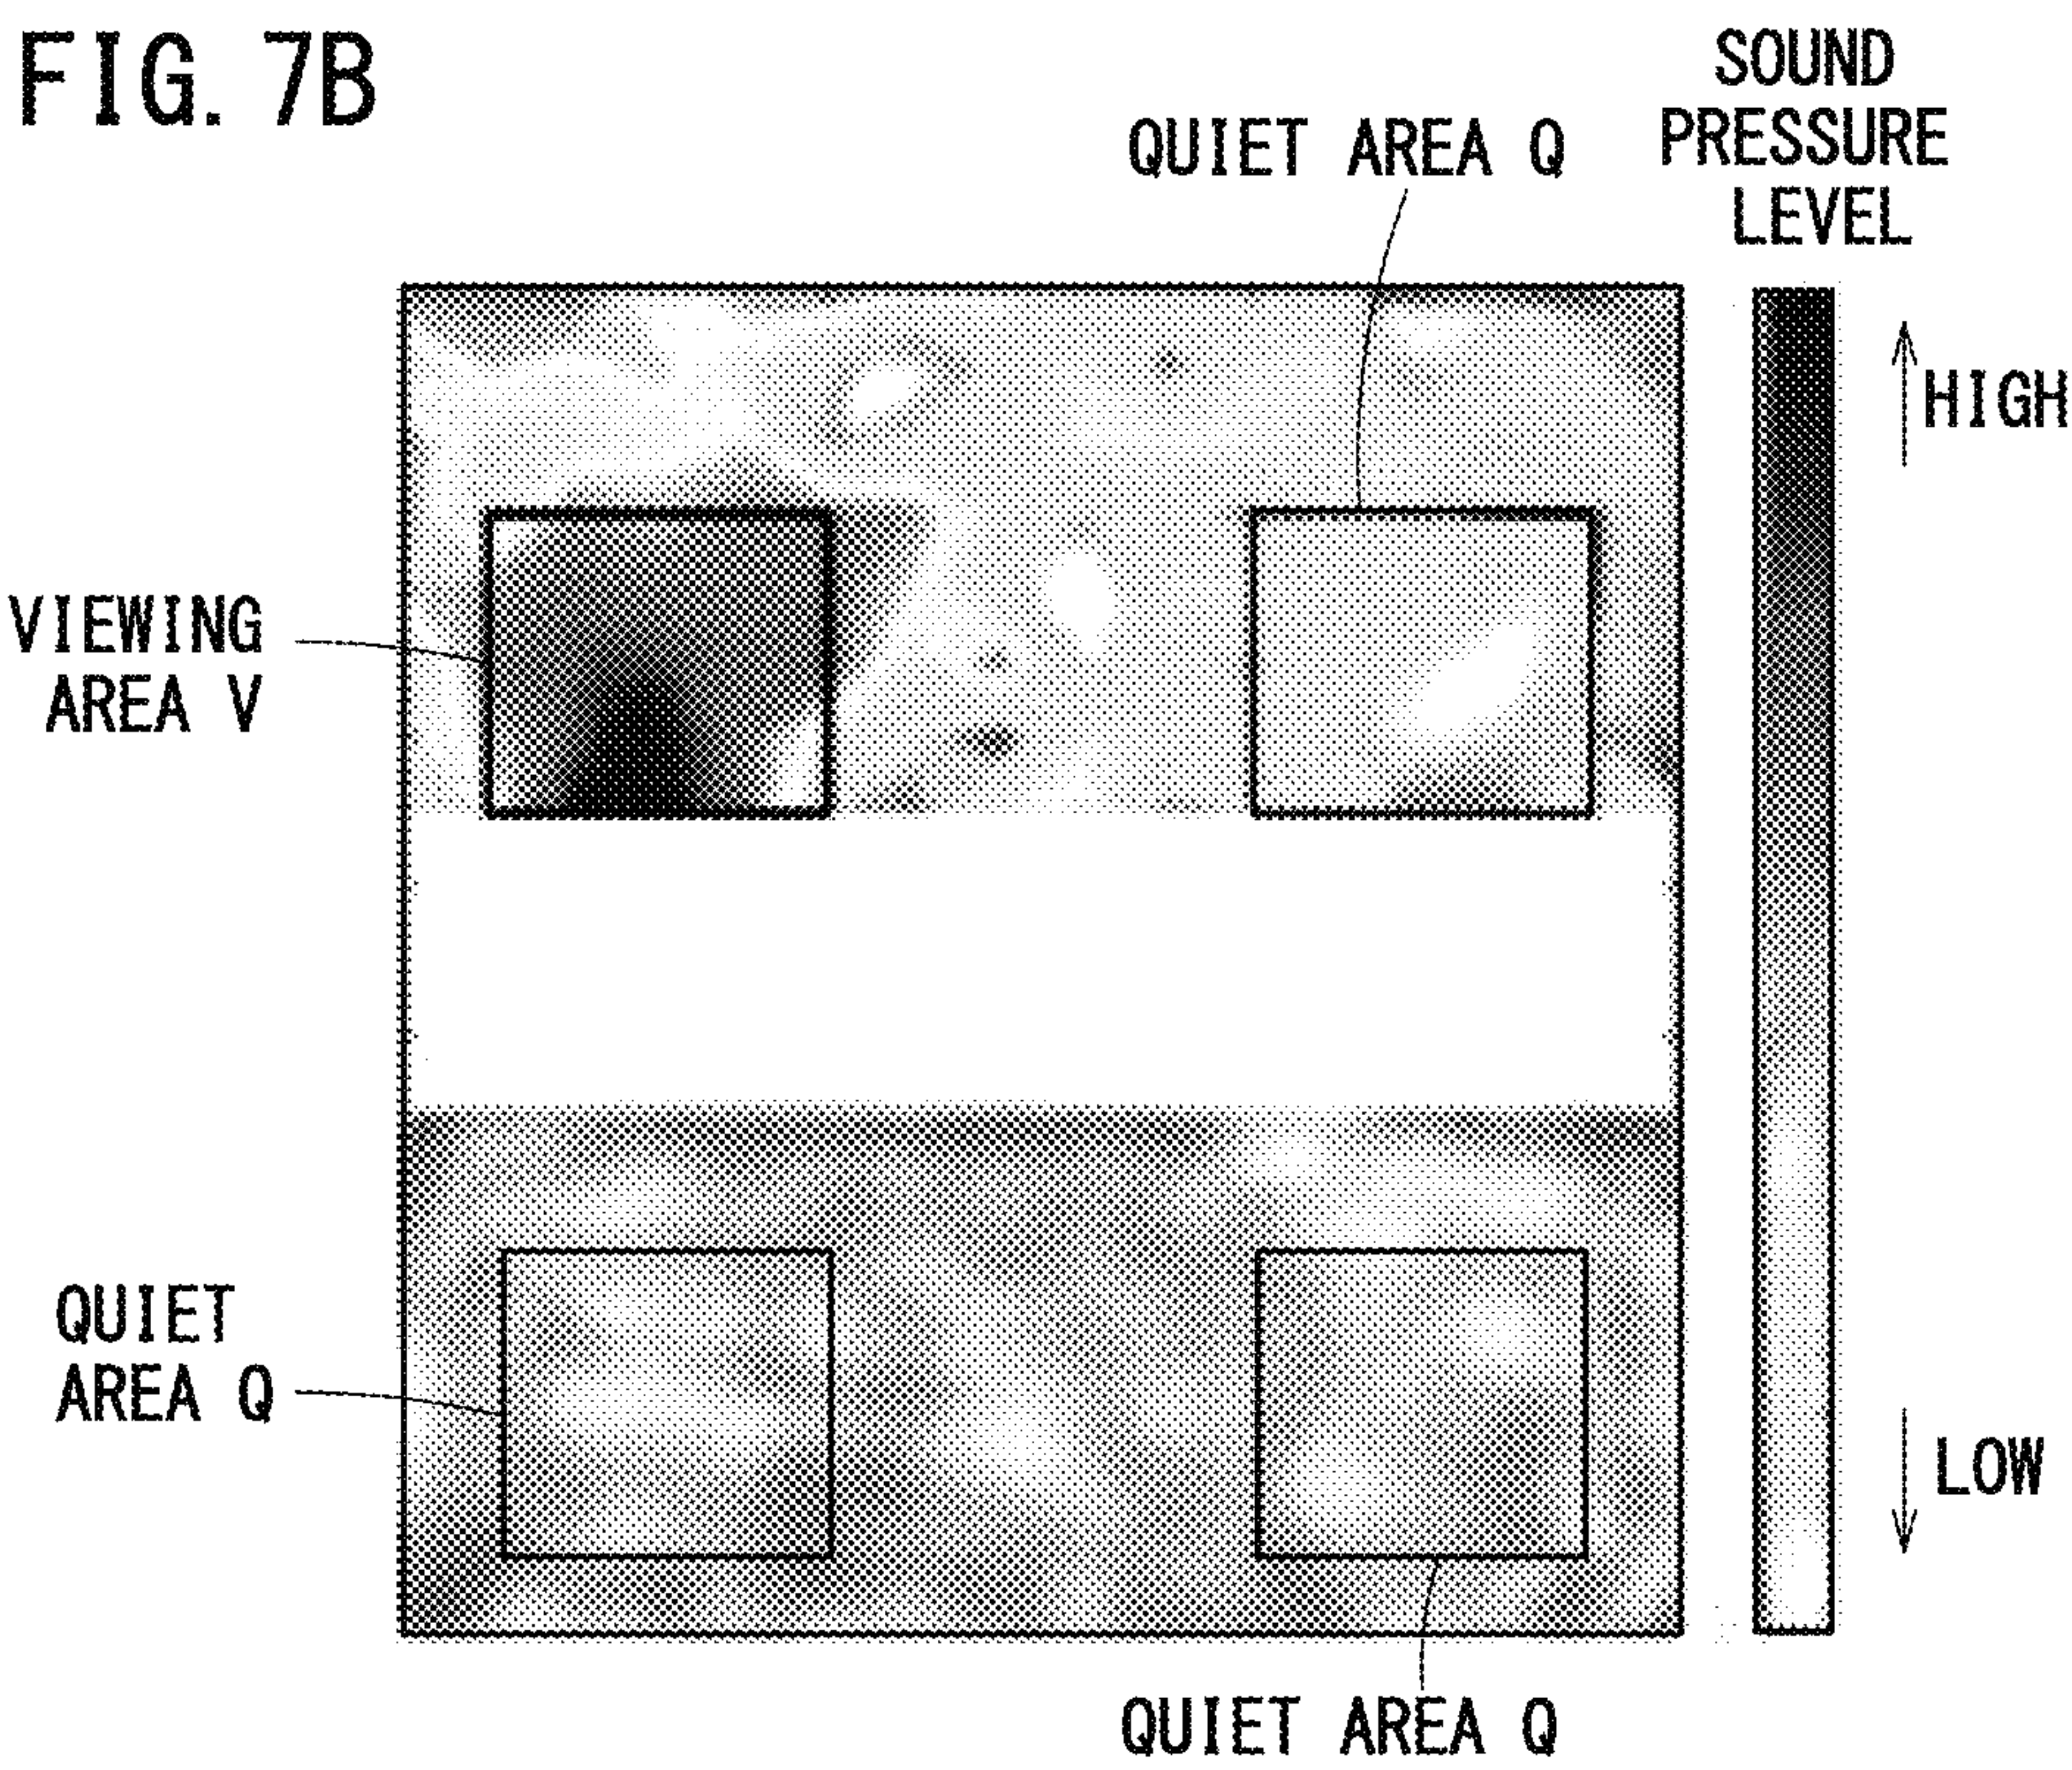 FIG. 7B
SOUND
PRESSURE
LEVEL
QUIET AREA Q
HIGH
VIEWING
AREA V
QUIET
AREA Q
LOW
QUIET AREA Q